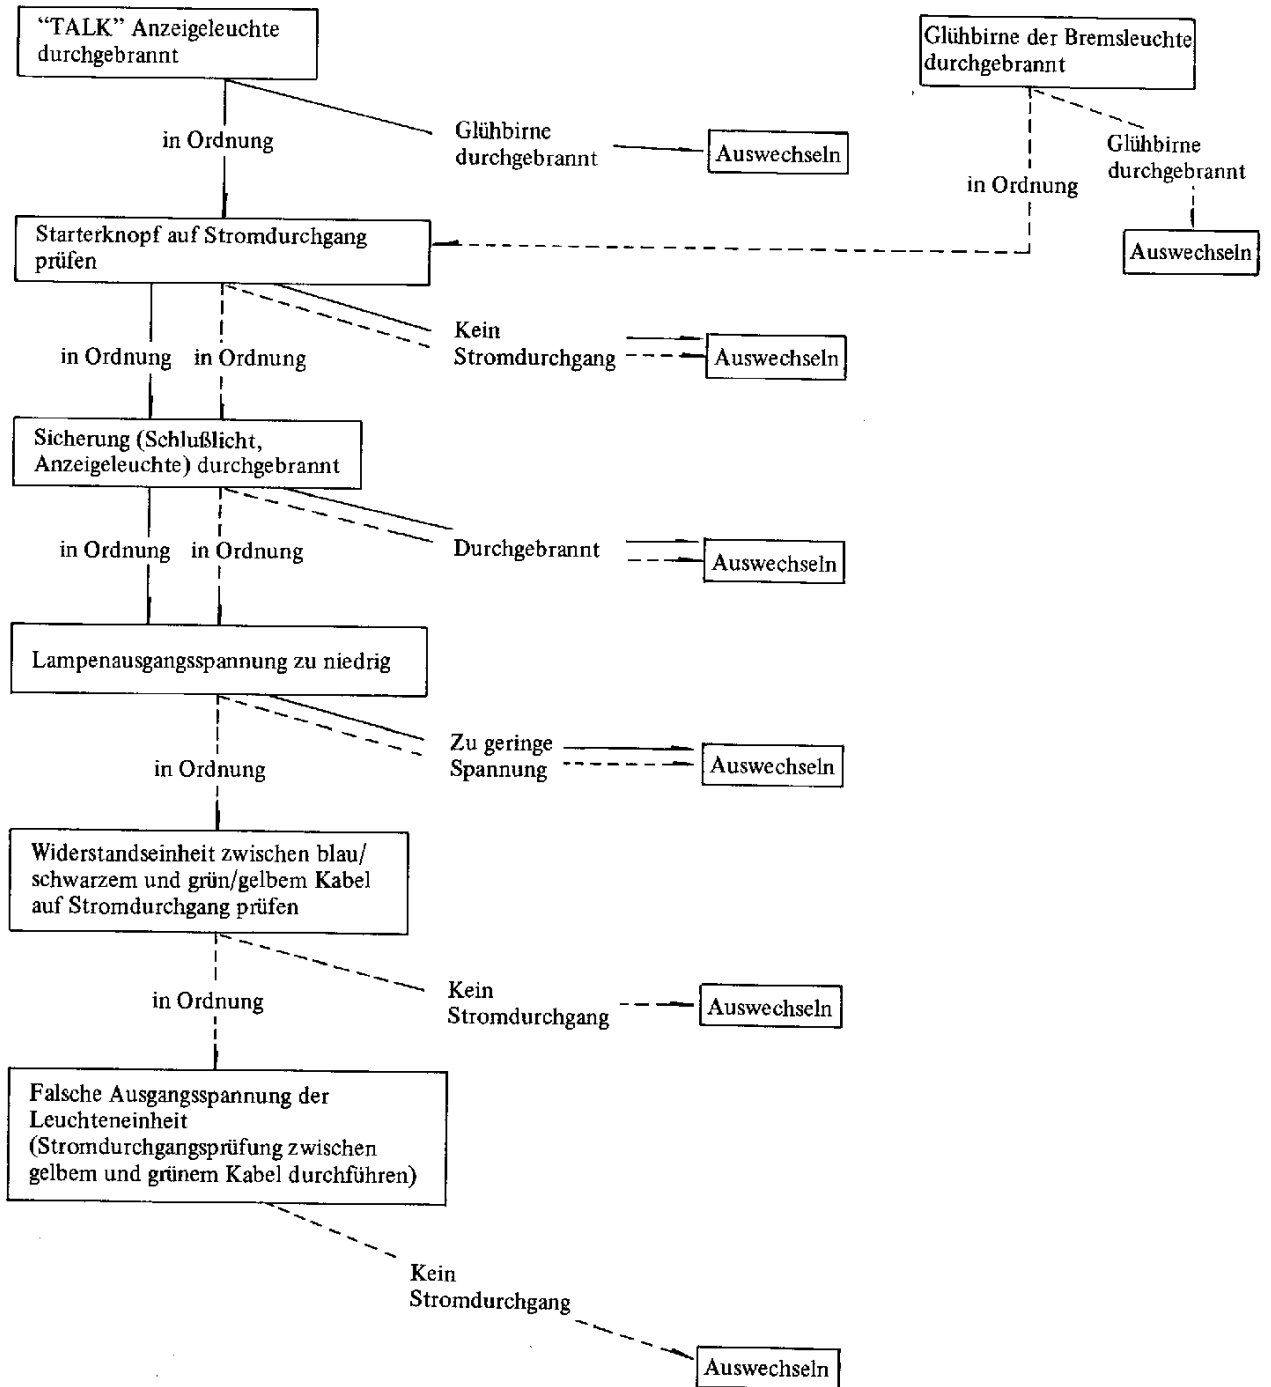 “TALK” Anzeigeleuchte
durchgebrannt
Glühbirne der Bremsleuchte
durchgebrannt
in Ordnung
Glühbirne
durchgebrannt
Auswechseln
Glühbirne
durchgebrannt
in Ordnung
Auswechseln
Starterknopf auf Stromdurchgang
prüfen
in Ordnung
in Ordnung
Kein
Stromdurchgang
Auswechseln
Sicherung (Schlußlicht,
Anzeigeleuchte) durchgebrannt
in Ordnung
in Ordnung
Durchgebrannt
Auswechseln
Lampenausgangsspannung zu niedrig
in Ordnung
Zu geringe
Spannung
Auswechseln
Widerstandseinheit zwischen blau/
schwarzem und grün/gelbem Kabel
auf Stromdurchgang prüfen
in Ordnung
Kein
Stromdurchgang
Auswechseln
Falsche Ausgangsspannung der
Leuchteneinheit
(Stromdurchgangsprüfung zwischen
gelbem und grünem Kabel durchführen)
Kein
Stromdurchgang
Auswechseln